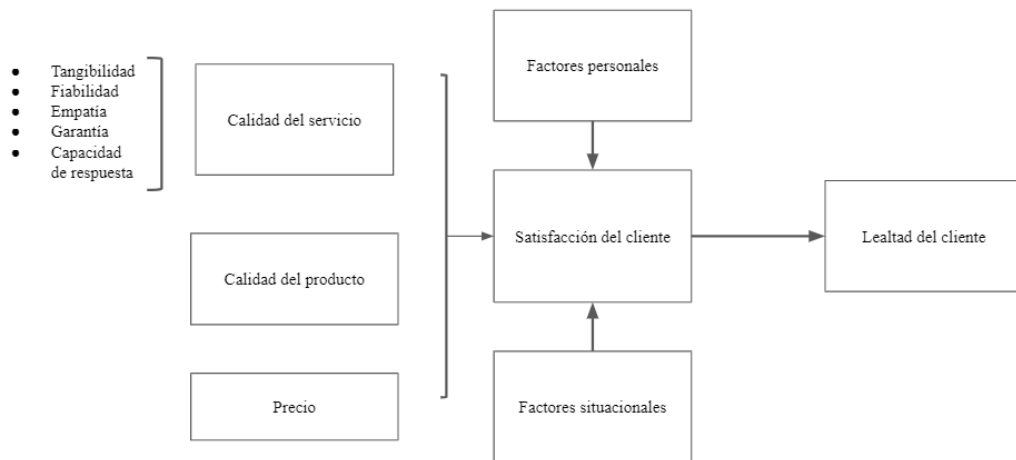 Factores personales
● Tangibilidad
● Fiabilidad
● Empatía
● Garantía
● Capacidad
de respuesta
Calidad del servicio
Satisfacción del cliente
Lealtad del cliente
Calidad del producto
Precio
Factores situacionales